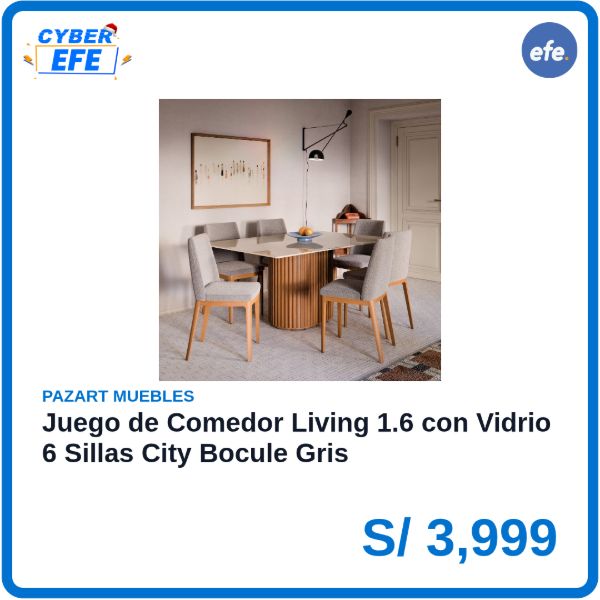 CYBER
EFE
efe.
PAZART MUEBLES
Juego de Comedor Living 1.6 con Vidrio
6 Sillas City Bocule Gris
S/ 3,999